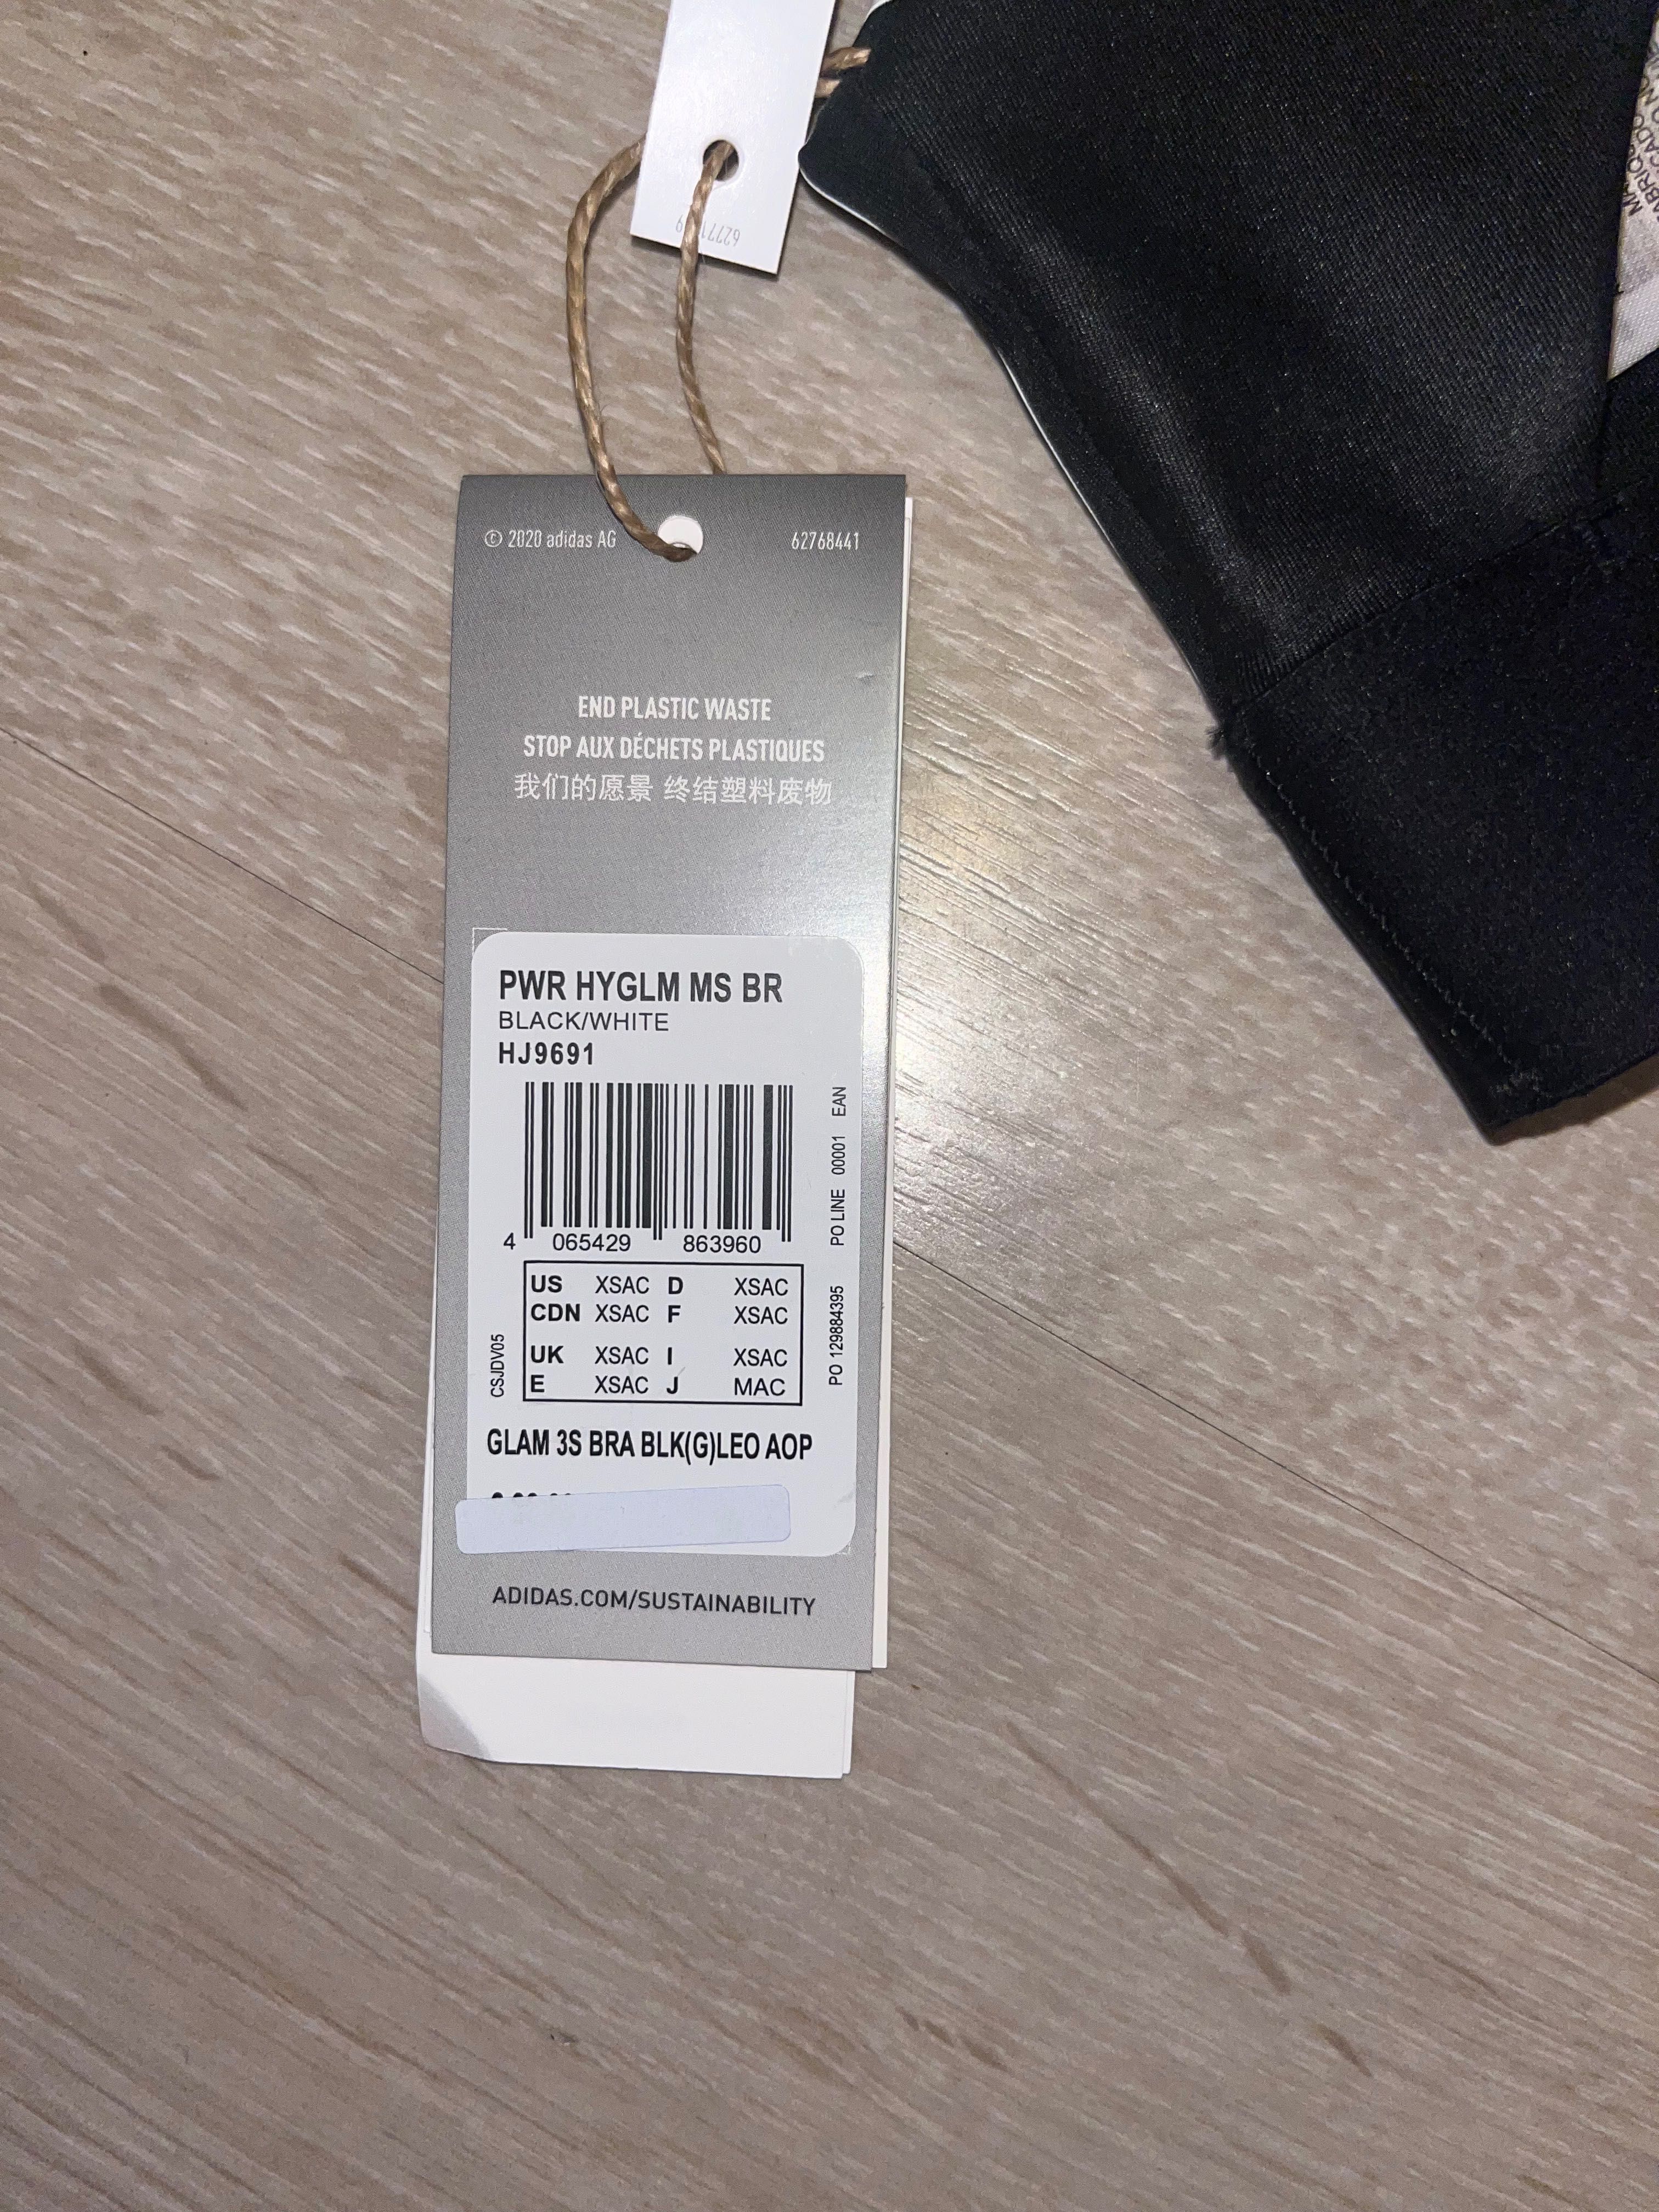 © 2020 adidas AG
62768441
END PLASTIC WASTE
STOP AUX DÉCHETS PLASTIQUES
我们的愿景 终结塑料废物
PWR HYGLM MS BR
BLACK/WHITE
HJ9691
4 065429 863960
PO 129884395 PO LINE 00001 EAN
CSJDV05
US XSAC D XSAC
CDN XSAC F XSAC
UK XSAC I XSAC
E XSAC J MAC
GLAM 3S BRA BLK(G)LEO AOP
ADIDAS.COM/SUSTAINABILITY